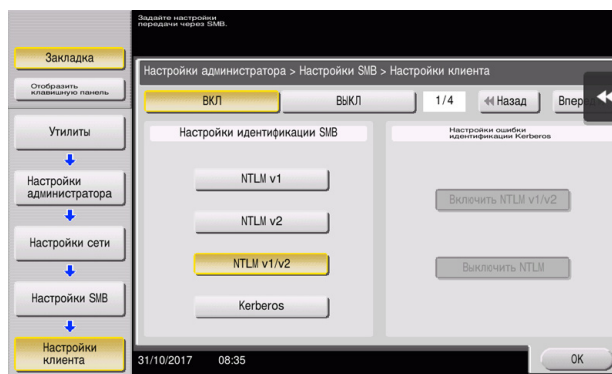 Задайте настройки
передачи через SMB.
Закладка
Отобразить
клавишную панель
Утилиты
Настройки
администратора
Настройки сети
Настройки SMB
Настройки
клиента
Настройки администратора > Настройки SMB > Настройки клиента
ВКЛ ВЫКЛ 1/4 Назад
Настройки идентификации SMB
NTLM v1
NTLM v2
NTLM v1/v2
Kerberos
Настройки ошибки
идентификации Kerberos
Включить NTLM v1/v2
Выключить NTLM
31/10/2017 08:35
OK